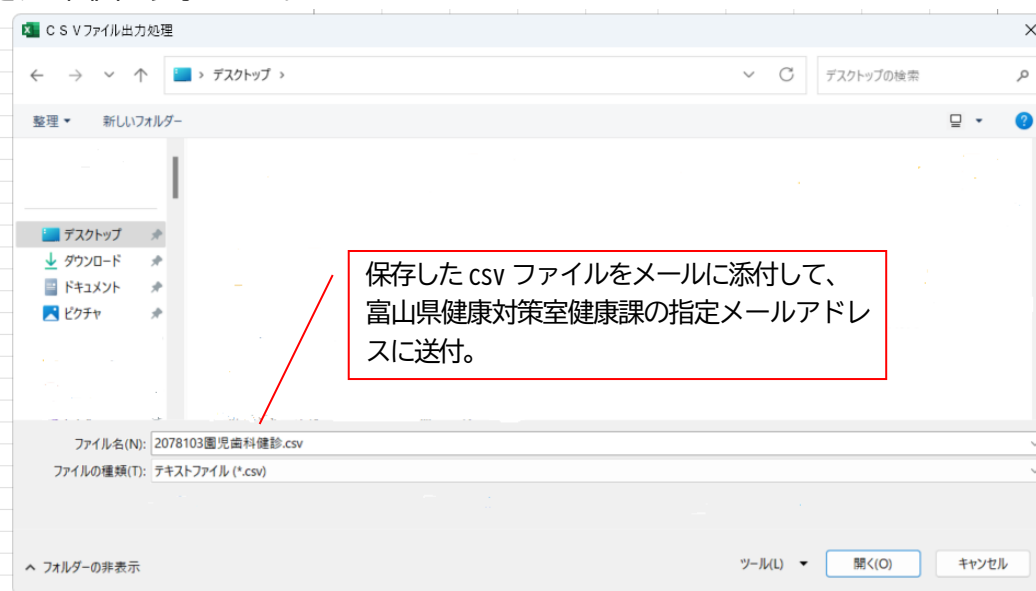 ＣＳＶファイル出力処理
デスクトップ
デスクトップの検索
整理
新しいフォルダー
デスクトップ
ダウンロード
ドキュメント
ピクチャ
保存した csv ファイルをメールに添付して、
富山県健康対策室健康課の指定メールアドレ
スに送付。
ファイル名(N): 2078103園児歯科健診.csv
ファイルの種類(T): テキストファイル (*.csv)
フォルダーの非表示
ツール(L)
開く(O)
キャンセル